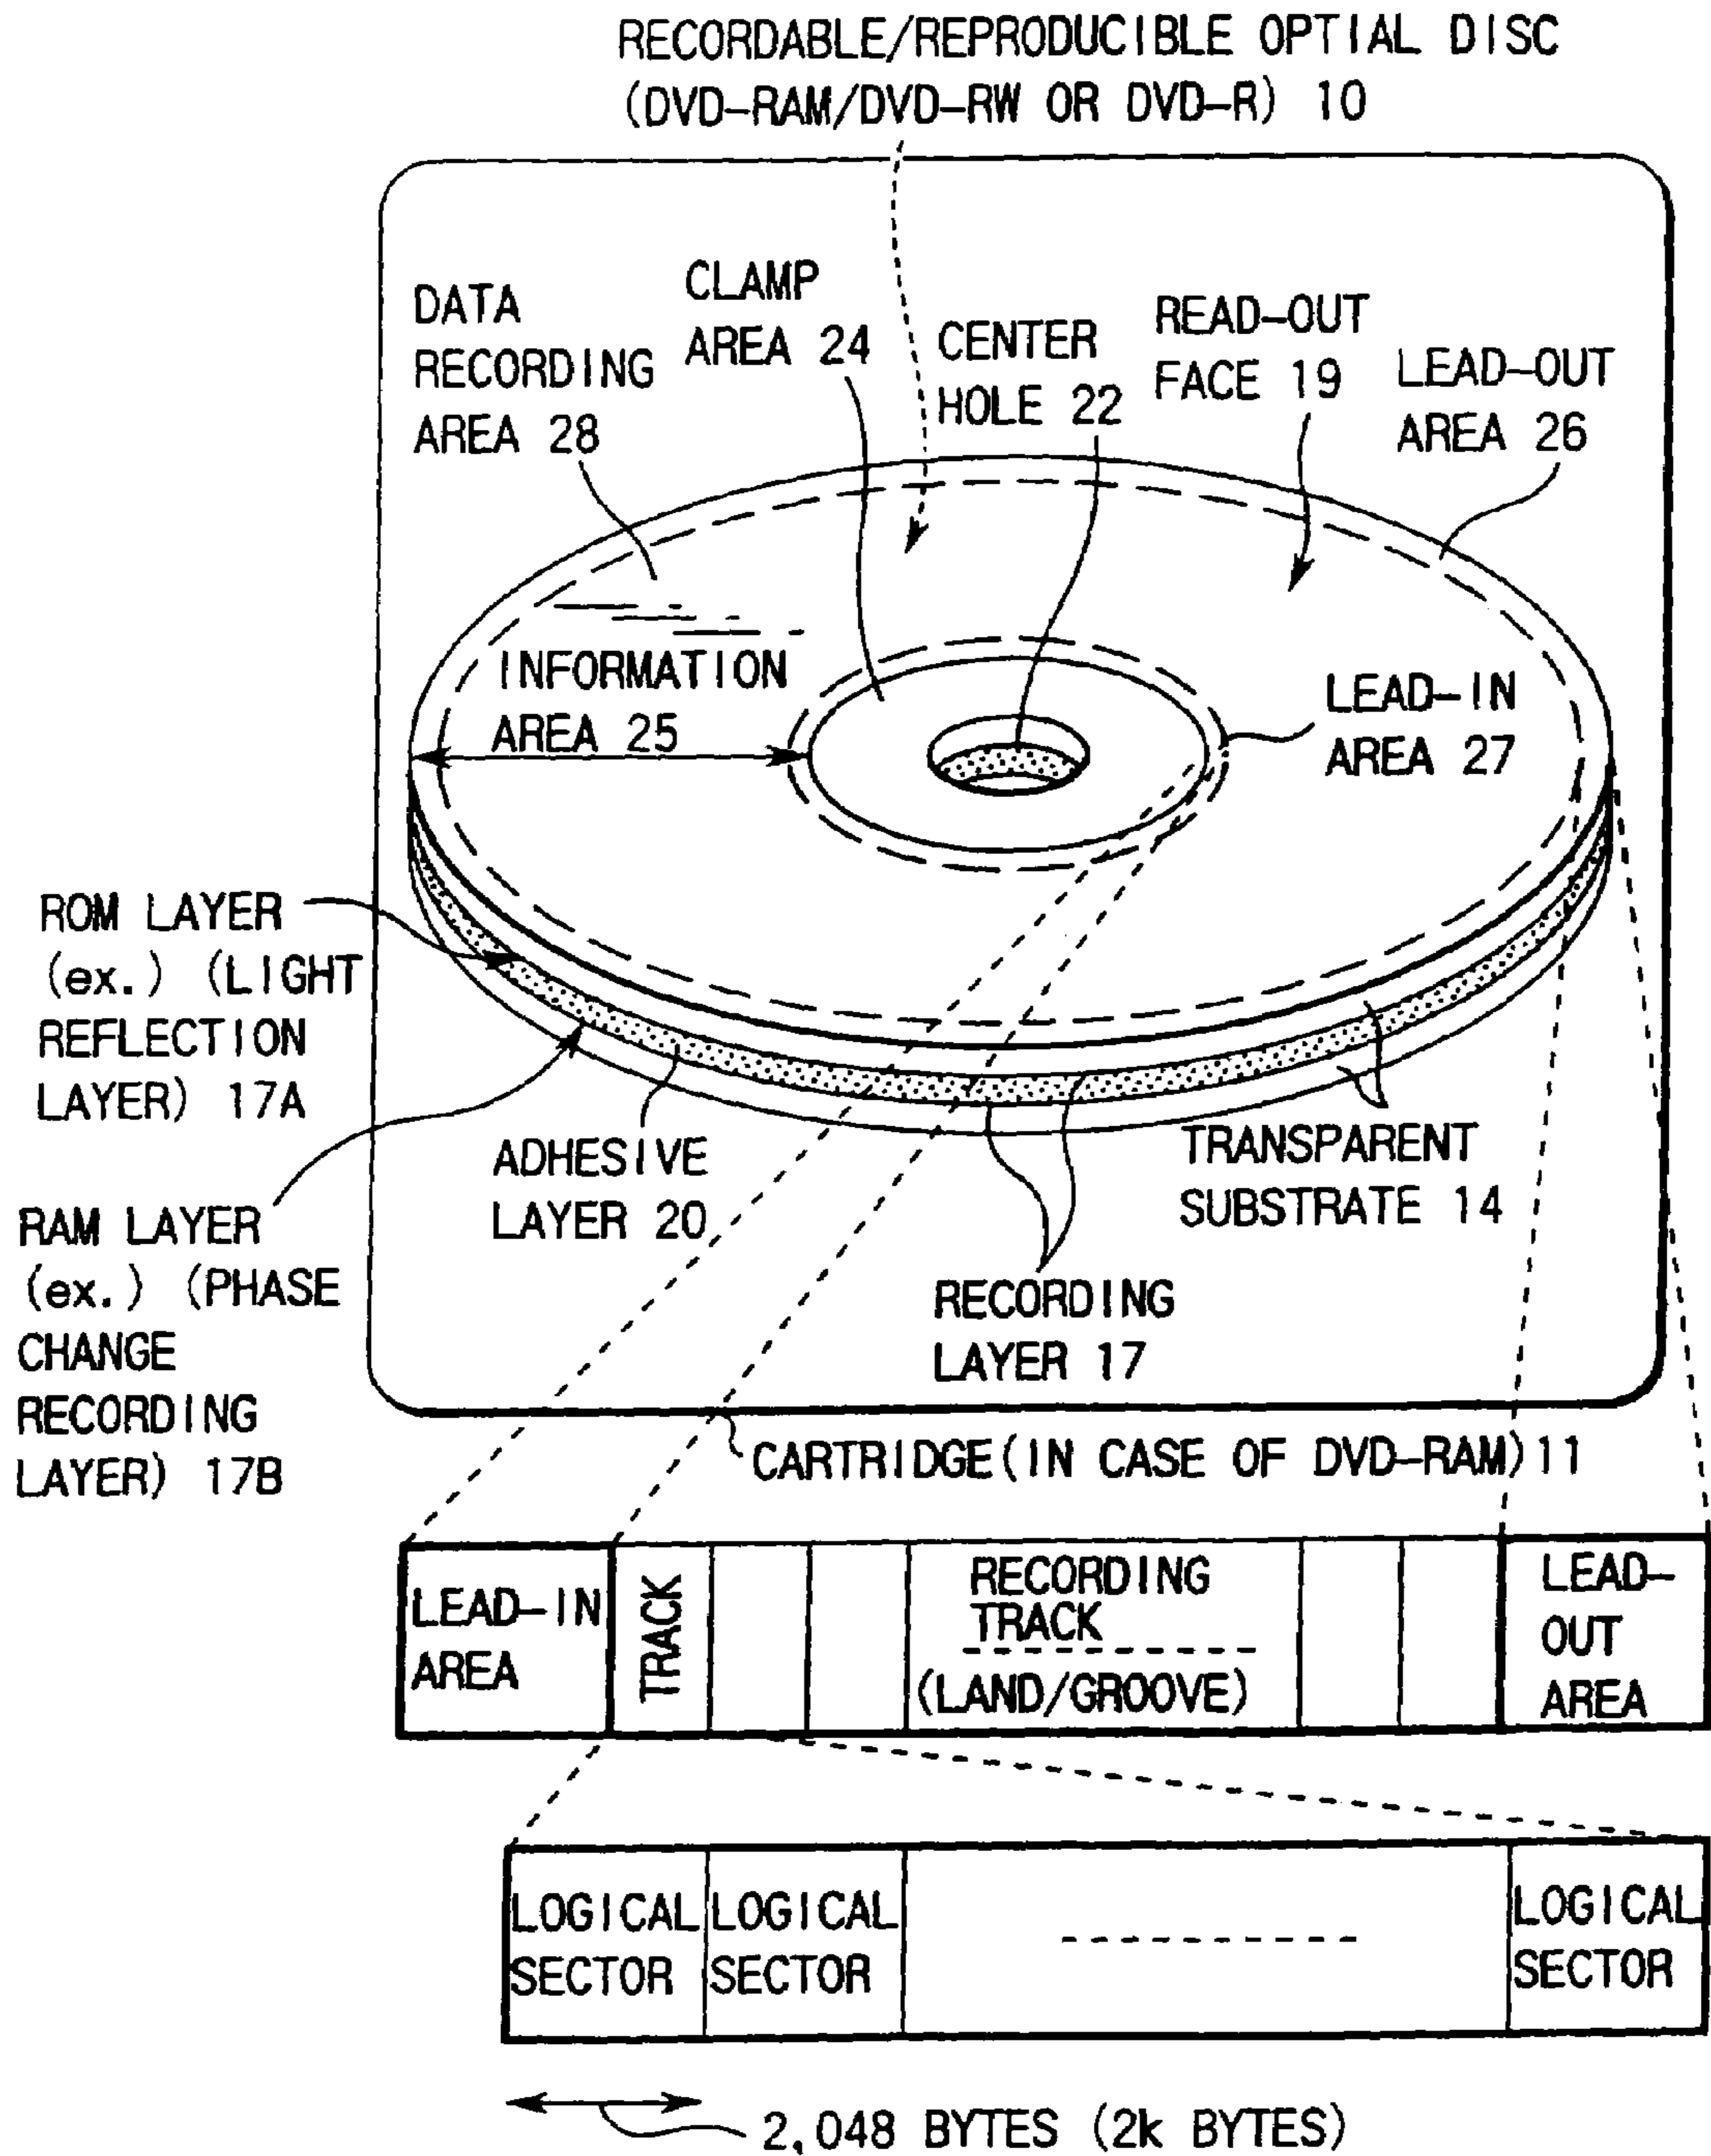 RECORDABLE/REPRODUCIBLE OPTIAL DISC
(DVD-RAM/DVD-RW OR DVD-R) 10
DATA
RECORDING
AREA 28
CLAMP
AREA 24
CENTER
HOLE 22
READ-OUT
FACE 19
LEAD-OUT
AREA 26
INFORMATION
AREA 25
LEAD-IN
AREA 27
ROM LAYER
(ex.) (LIGHT
REFLECTION
LAYER) 17A
RAM LAYER
(ex.) (PHASE
CHANGE
RECORDING
LAYER) 17B
ADHESIVE
LAYER 20
TRANSPARENT
SUBSTRATE 14
RECORDING
LAYER 17
CARTRIDGE(IN CASE OF DVD-RAM)11
LEAD-IN
AREA
TRACK
RECORDING
TRACK
(LAND/GROOVE)
LEAD-
OUT
AREA
LOGICAL
SECTOR
LOGICAL
SECTOR
LOGICAL
SECTOR
2,048 BYTES (2k BYTES)